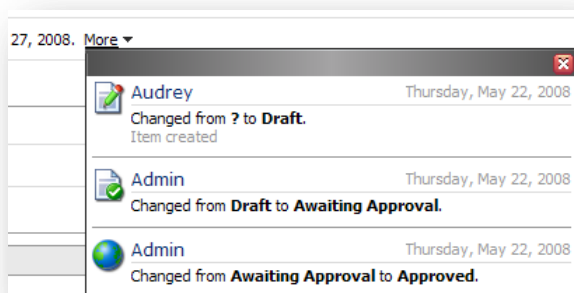 27, 2008. More
Audrey Thursday, May 22, 2008
Changed from ? to Draft.
Item created
Admin Thursday, May 22, 2008
Changed from Draft to Awaiting Approval.
Admin Thursday, May 22, 2008
Changed from Awaiting Approval to Approved.